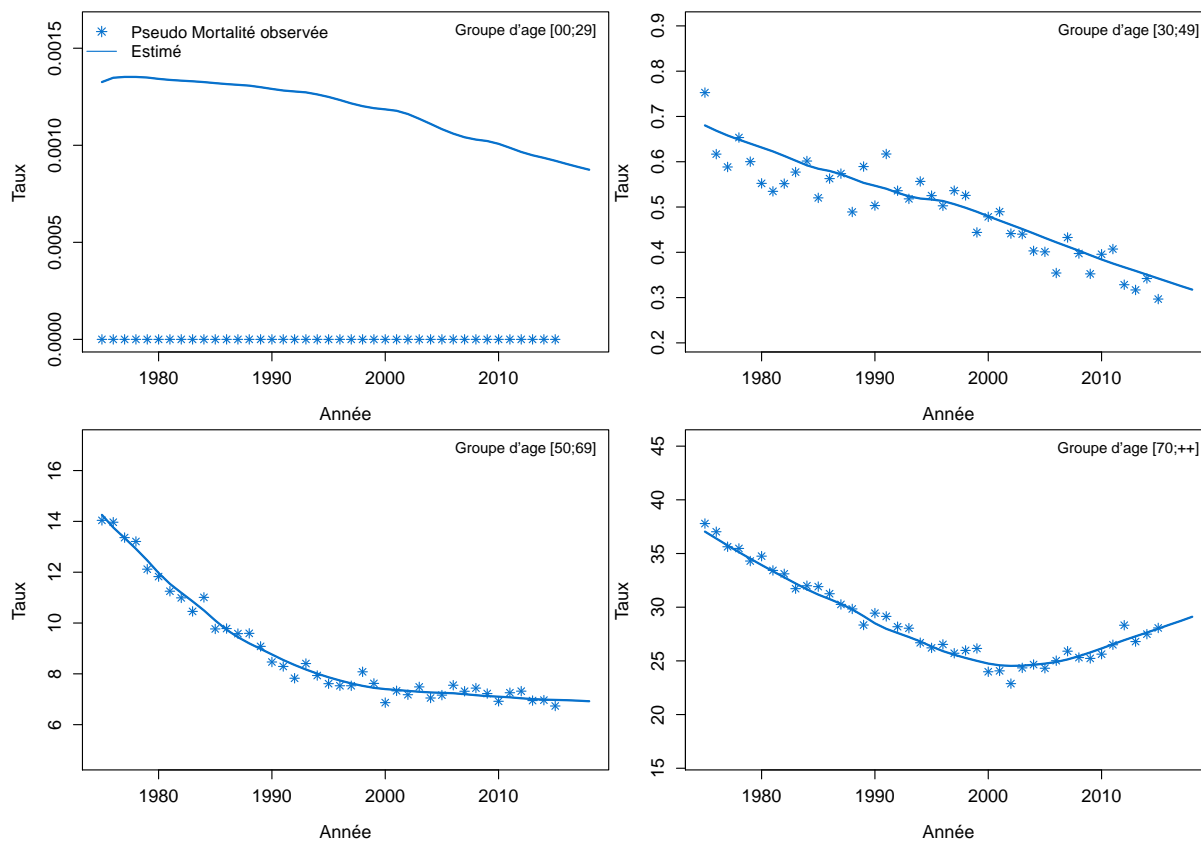 Pseudo Mortalité observée
Estimé
Groupe d'age [00;29]
Taux
0.0000
0.0005
0.0010
0.0015
1980
1990
2000
2010
Année
Groupe d'age [30;49]
Taux
0.2
0.3
0.4
0.5
0.6
0.7
0.8
0.9
1980
1990
2000
2010
Année
Groupe d'age [50;69]
Taux
6
8
10
12
14
16
1980
1990
2000
2010
Année
Groupe d'age [70;++]
Taux
15
20
25
30
35
40
45
1980
1990
2000
2010
Année